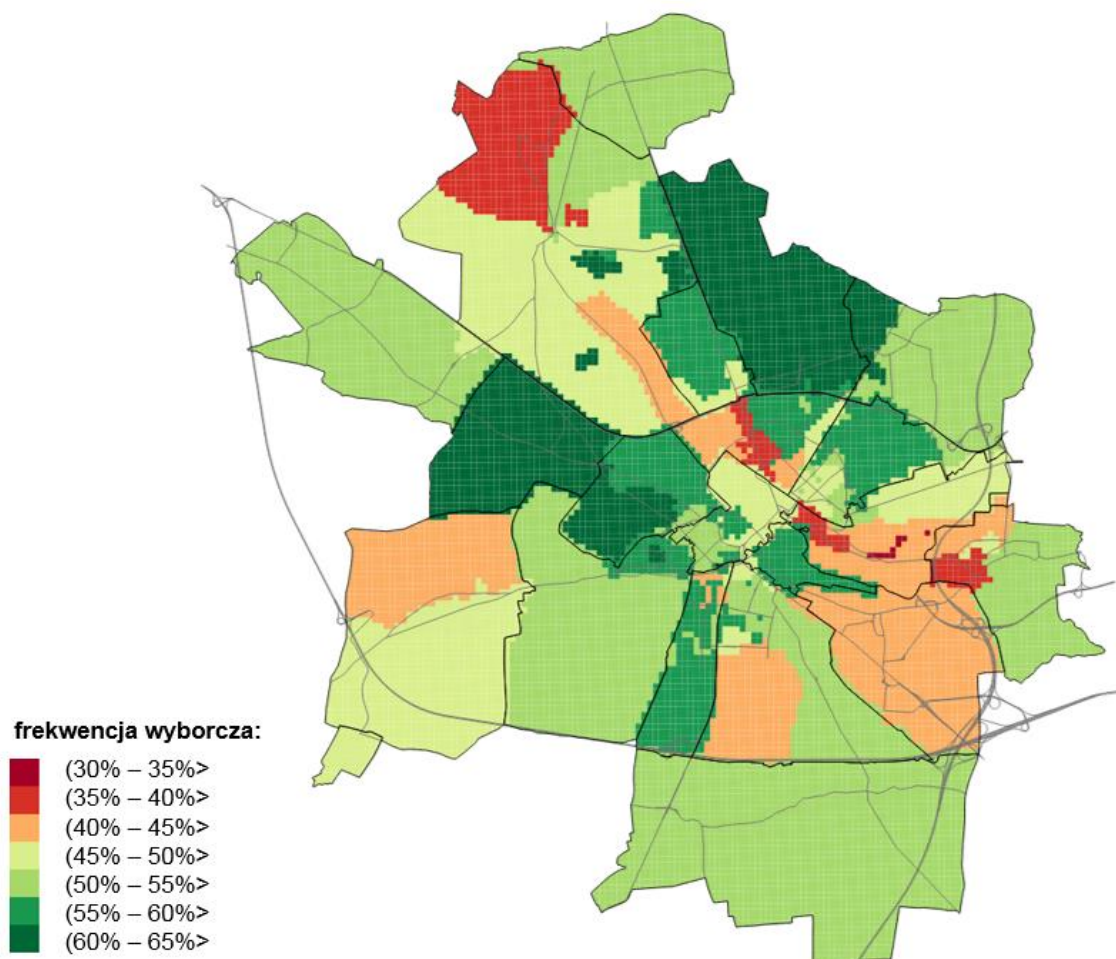 frekwencja wyborcza:
(30% – 35%>
(35% – 40%>
(40% – 45%>
(45% – 50%>
(50% – 55%>
(55% – 60%>
(60% – 65%>